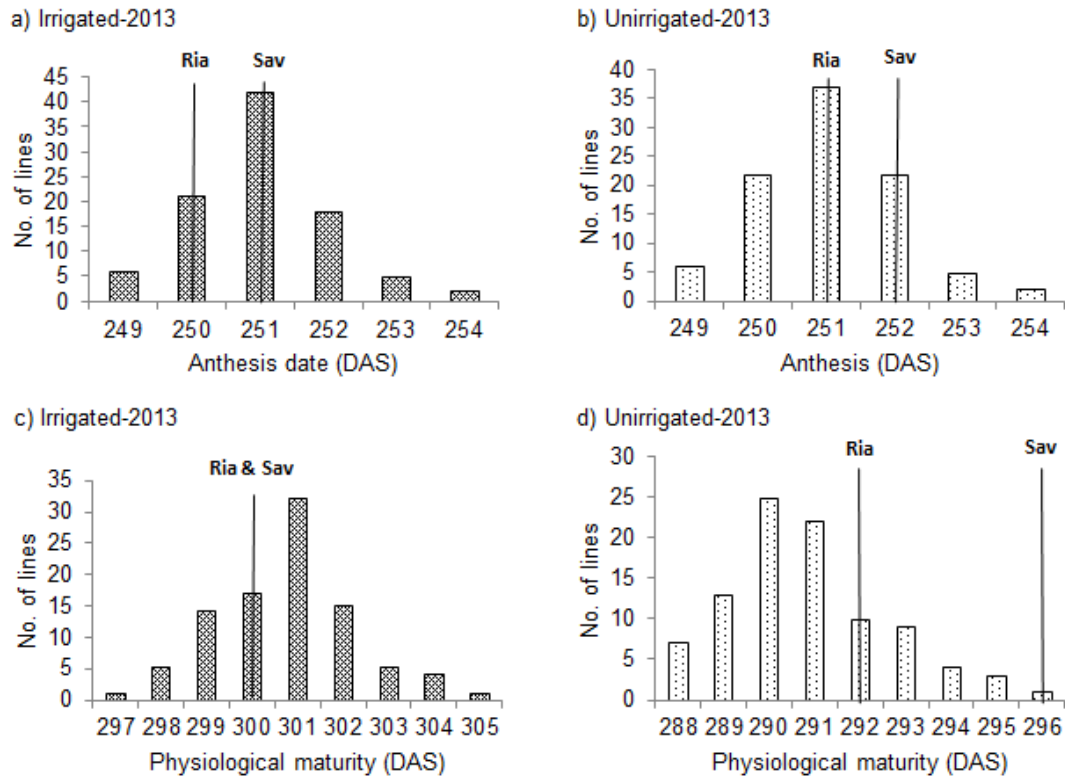 a) Irrigated-2013
Ria Sav
45
40
35
30
25
20
15
10
5
0
No. of lines
249 250 251 252 253 254
Anthesis date (DAS)
b) Unirrigated-2013
Ria Sav
40
35
30
25
20
15
10
5
0
No. of lines
249 250 251 252 253 254
Anthesis (DAS)
c) Irrigated-2013
Ria & Sav
35
30
25
20
15
10
5
0
No. of lines
297 298 299 300 301 302 303 304 305
Physiological maturity (DAS)
d) Unirrigated-2013
Ria Sav
30
25
20
15
10
5
0
No. of lines
288 289 290 291 292 293 294 295 296
Physiological maturity (DAS)